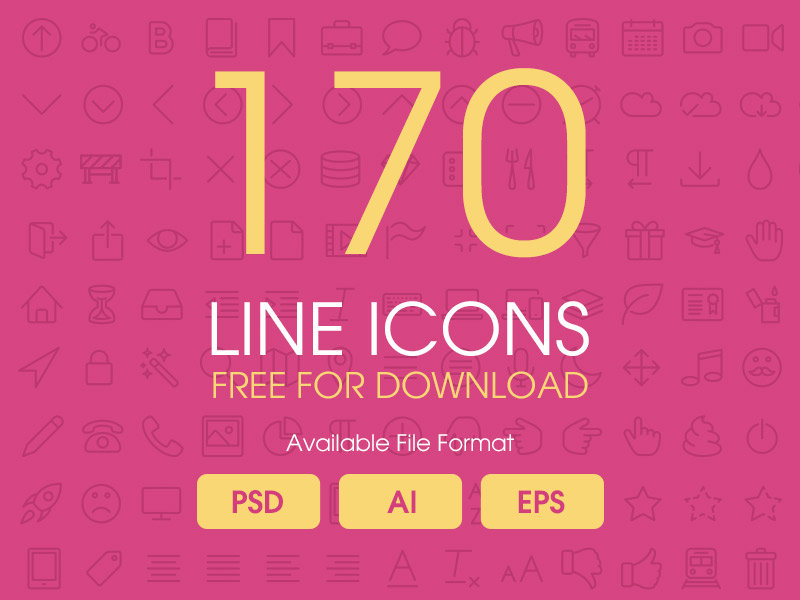 170
LINE ICONS
FREE FOR DOWNLOAD
Available File Format
PSD AI EPS